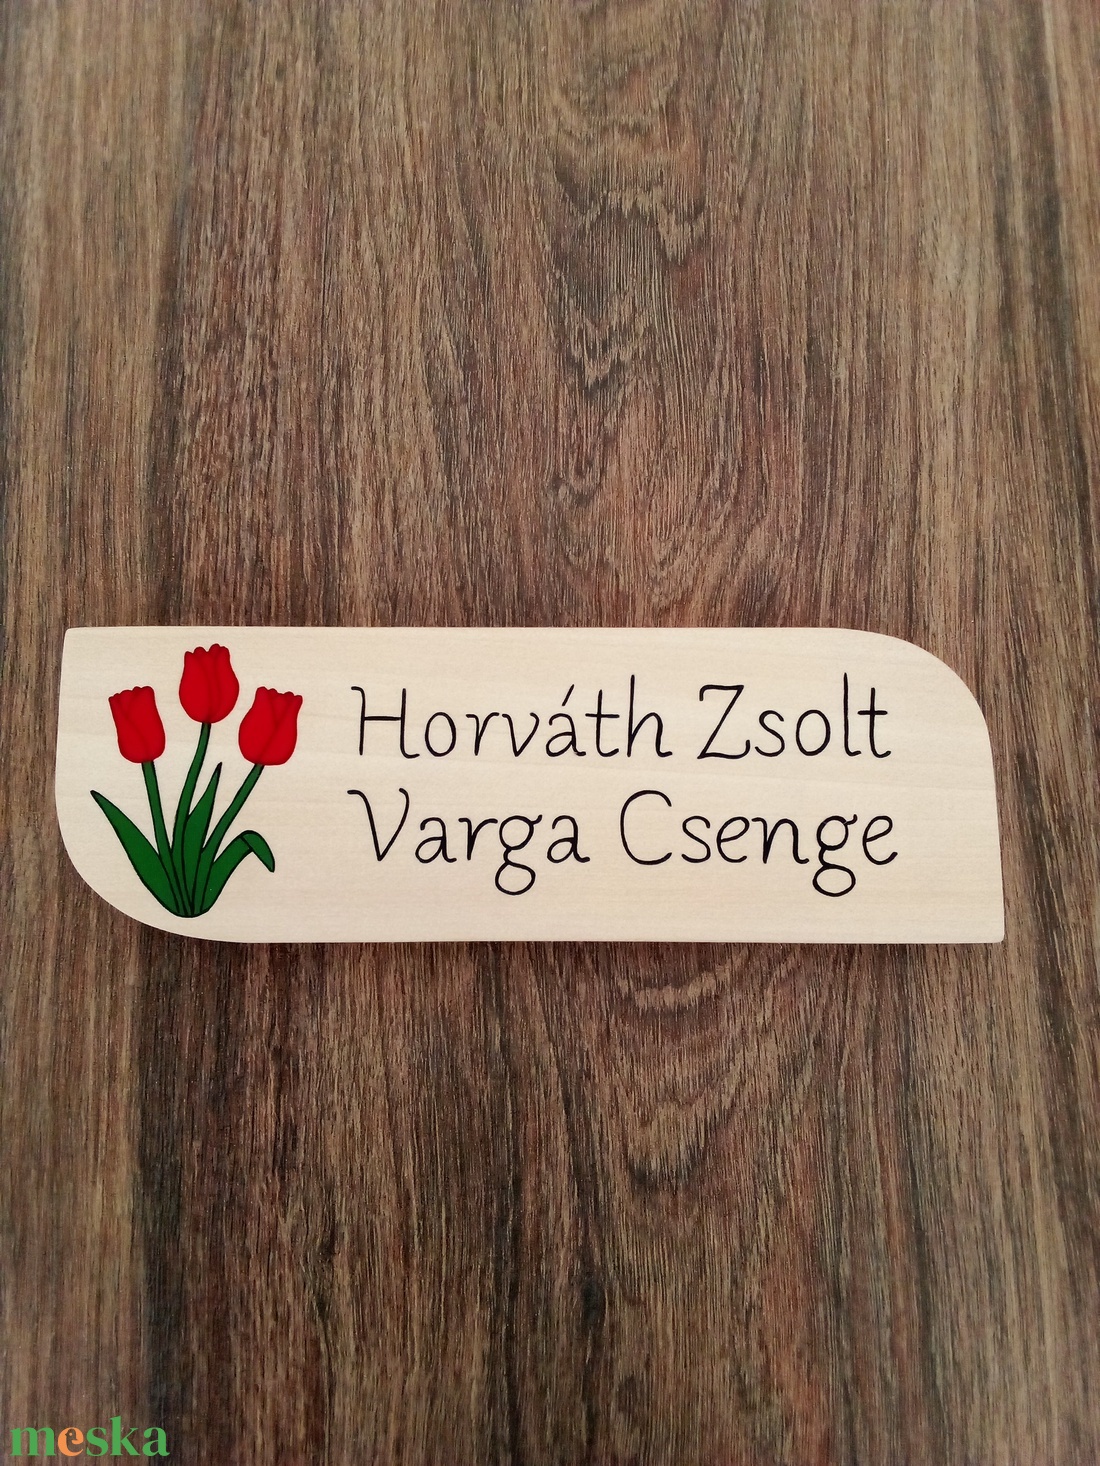 Horváth Zsolt
Varga Csenge
meska